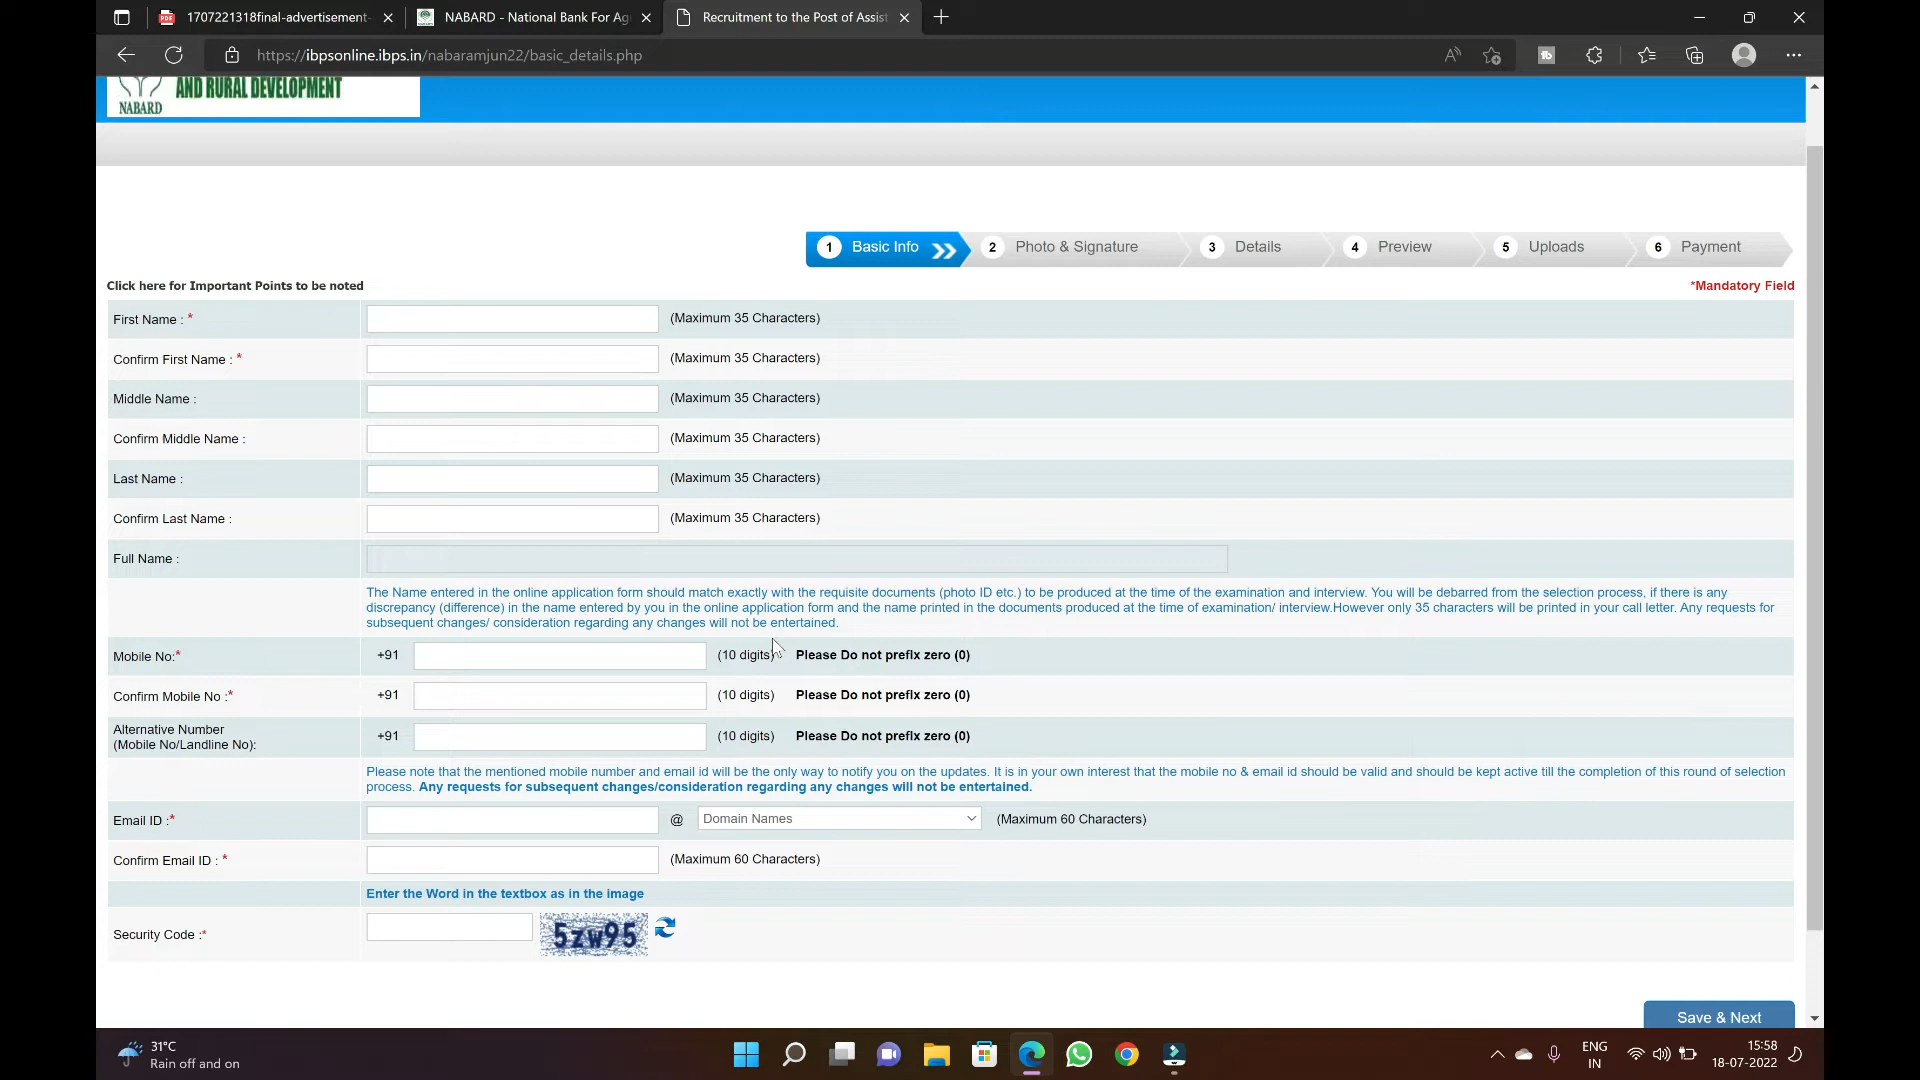 1707221318final-advertisement-
NABARD - National Bank For Ag
Recruitment to the Post of Assist
https://ibpsonline.ibps.in/nabaramjun22/basic_details.php
AND RURAL DEVELOPMENT
NABARD
1 Basic Info
2 Photo & Signature
3 Details
4 Preview
5 Uploads
6 Payment
Click here for Important Points to be noted
*Mandatory Field
First Name : *
(Maximum 35 Characters)
Confirm First Name : *
(Maximum 35 Characters)
Middle Name :
(Maximum 35 Characters)
Confirm Middle Name :
(Maximum 35 Characters)
Last Name :
(Maximum 35 Characters)
Confirm Last Name :
(Maximum 35 Characters)
Full Name :
The Name entered in the online application form should match exactly with the requisite documents (photo ID etc.) to be produced at the time of the examination and interview. You will be debarred from the selection process, if there is any
discrepancy (difference) in the name entered by you in the online application form and the name printed in the documents produced at the time of examination/ interview.However only 35 characters will be printed in your call letter. Any requests for
subsequent changes/ consideration regarding any changes will not be entertained.
Mobile No:*
+91
(10 digits)
Please Do not prefix zero (0)
Confirm Mobile No :*
+91
(10 digits)
Please Do not prefix zero (0)
Alternative Number
(Mobile No/Landline No):
+91
(10 digits)
Please Do not prefix zero (0)
Please note that the mentioned mobile number and email id will be the only way to notify you on the updates. It is in your own interest that the mobile no & email id should be valid and should be kept active till the completion of this round of selection
process. Any requests for subsequent changes/consideration regarding any changes will not be entertained.
Email ID :*
@
Domain Names
(Maximum 60 Characters)
Confirm Email ID : *
(Maximum 60 Characters)
Enter the Word in the textbox as in the image
Security Code :*
5zw95
Save & Next
31°C
Rain off and on
ENG
IN
15:58
18-07-2022